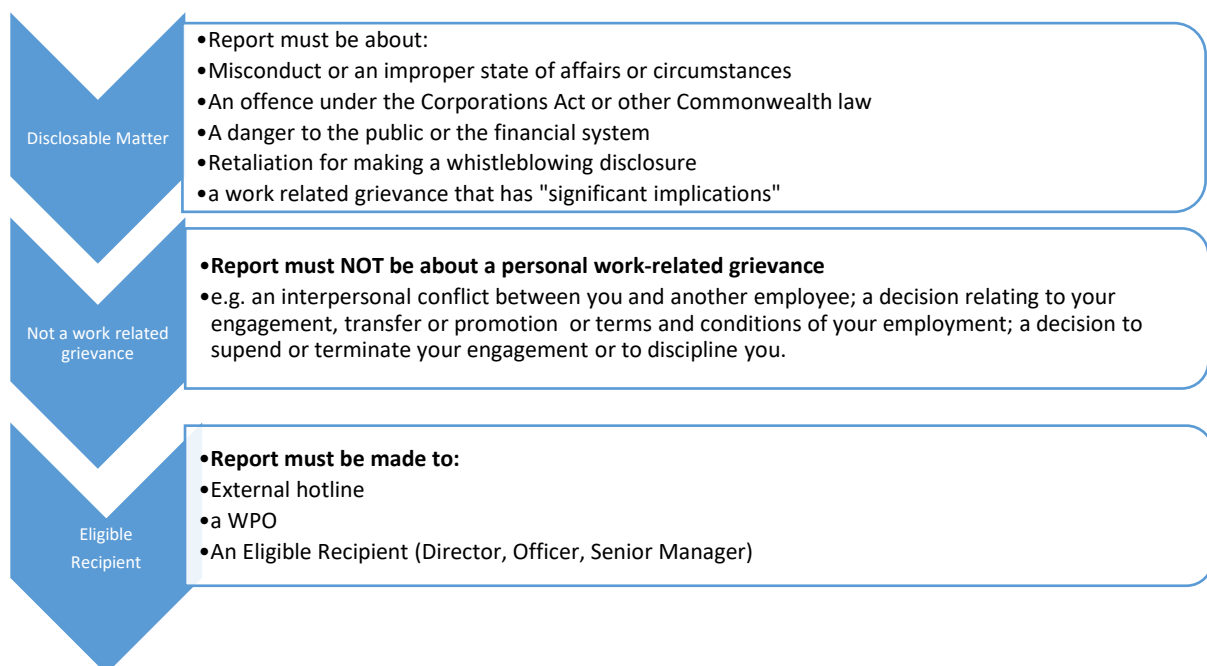 Disclosable Matter
•Report must be about:
•Misconduct or an improper state of affairs or circumstances
•An offence under the Corporations Act or other Commonwealth law
•A danger to the public or the financial system
•Retaliation for making a whistleblowing disclosure
•a work related grievance that has "significant implications"
Not a work related
grievance
•Report must NOT be about a personal work-related grievance
•e.g. an interpersonal conflict between you and another employee; a decision relating to your
engagement, transfer or promotion or terms and conditions of your employment; a decision to
supend or terminate your engagement or to discipline you.
Eligible
Recipient
•Report must be made to:
•External hotline
•a WPO
•An Eligible Recipient (Director, Officer, Senior Manager)